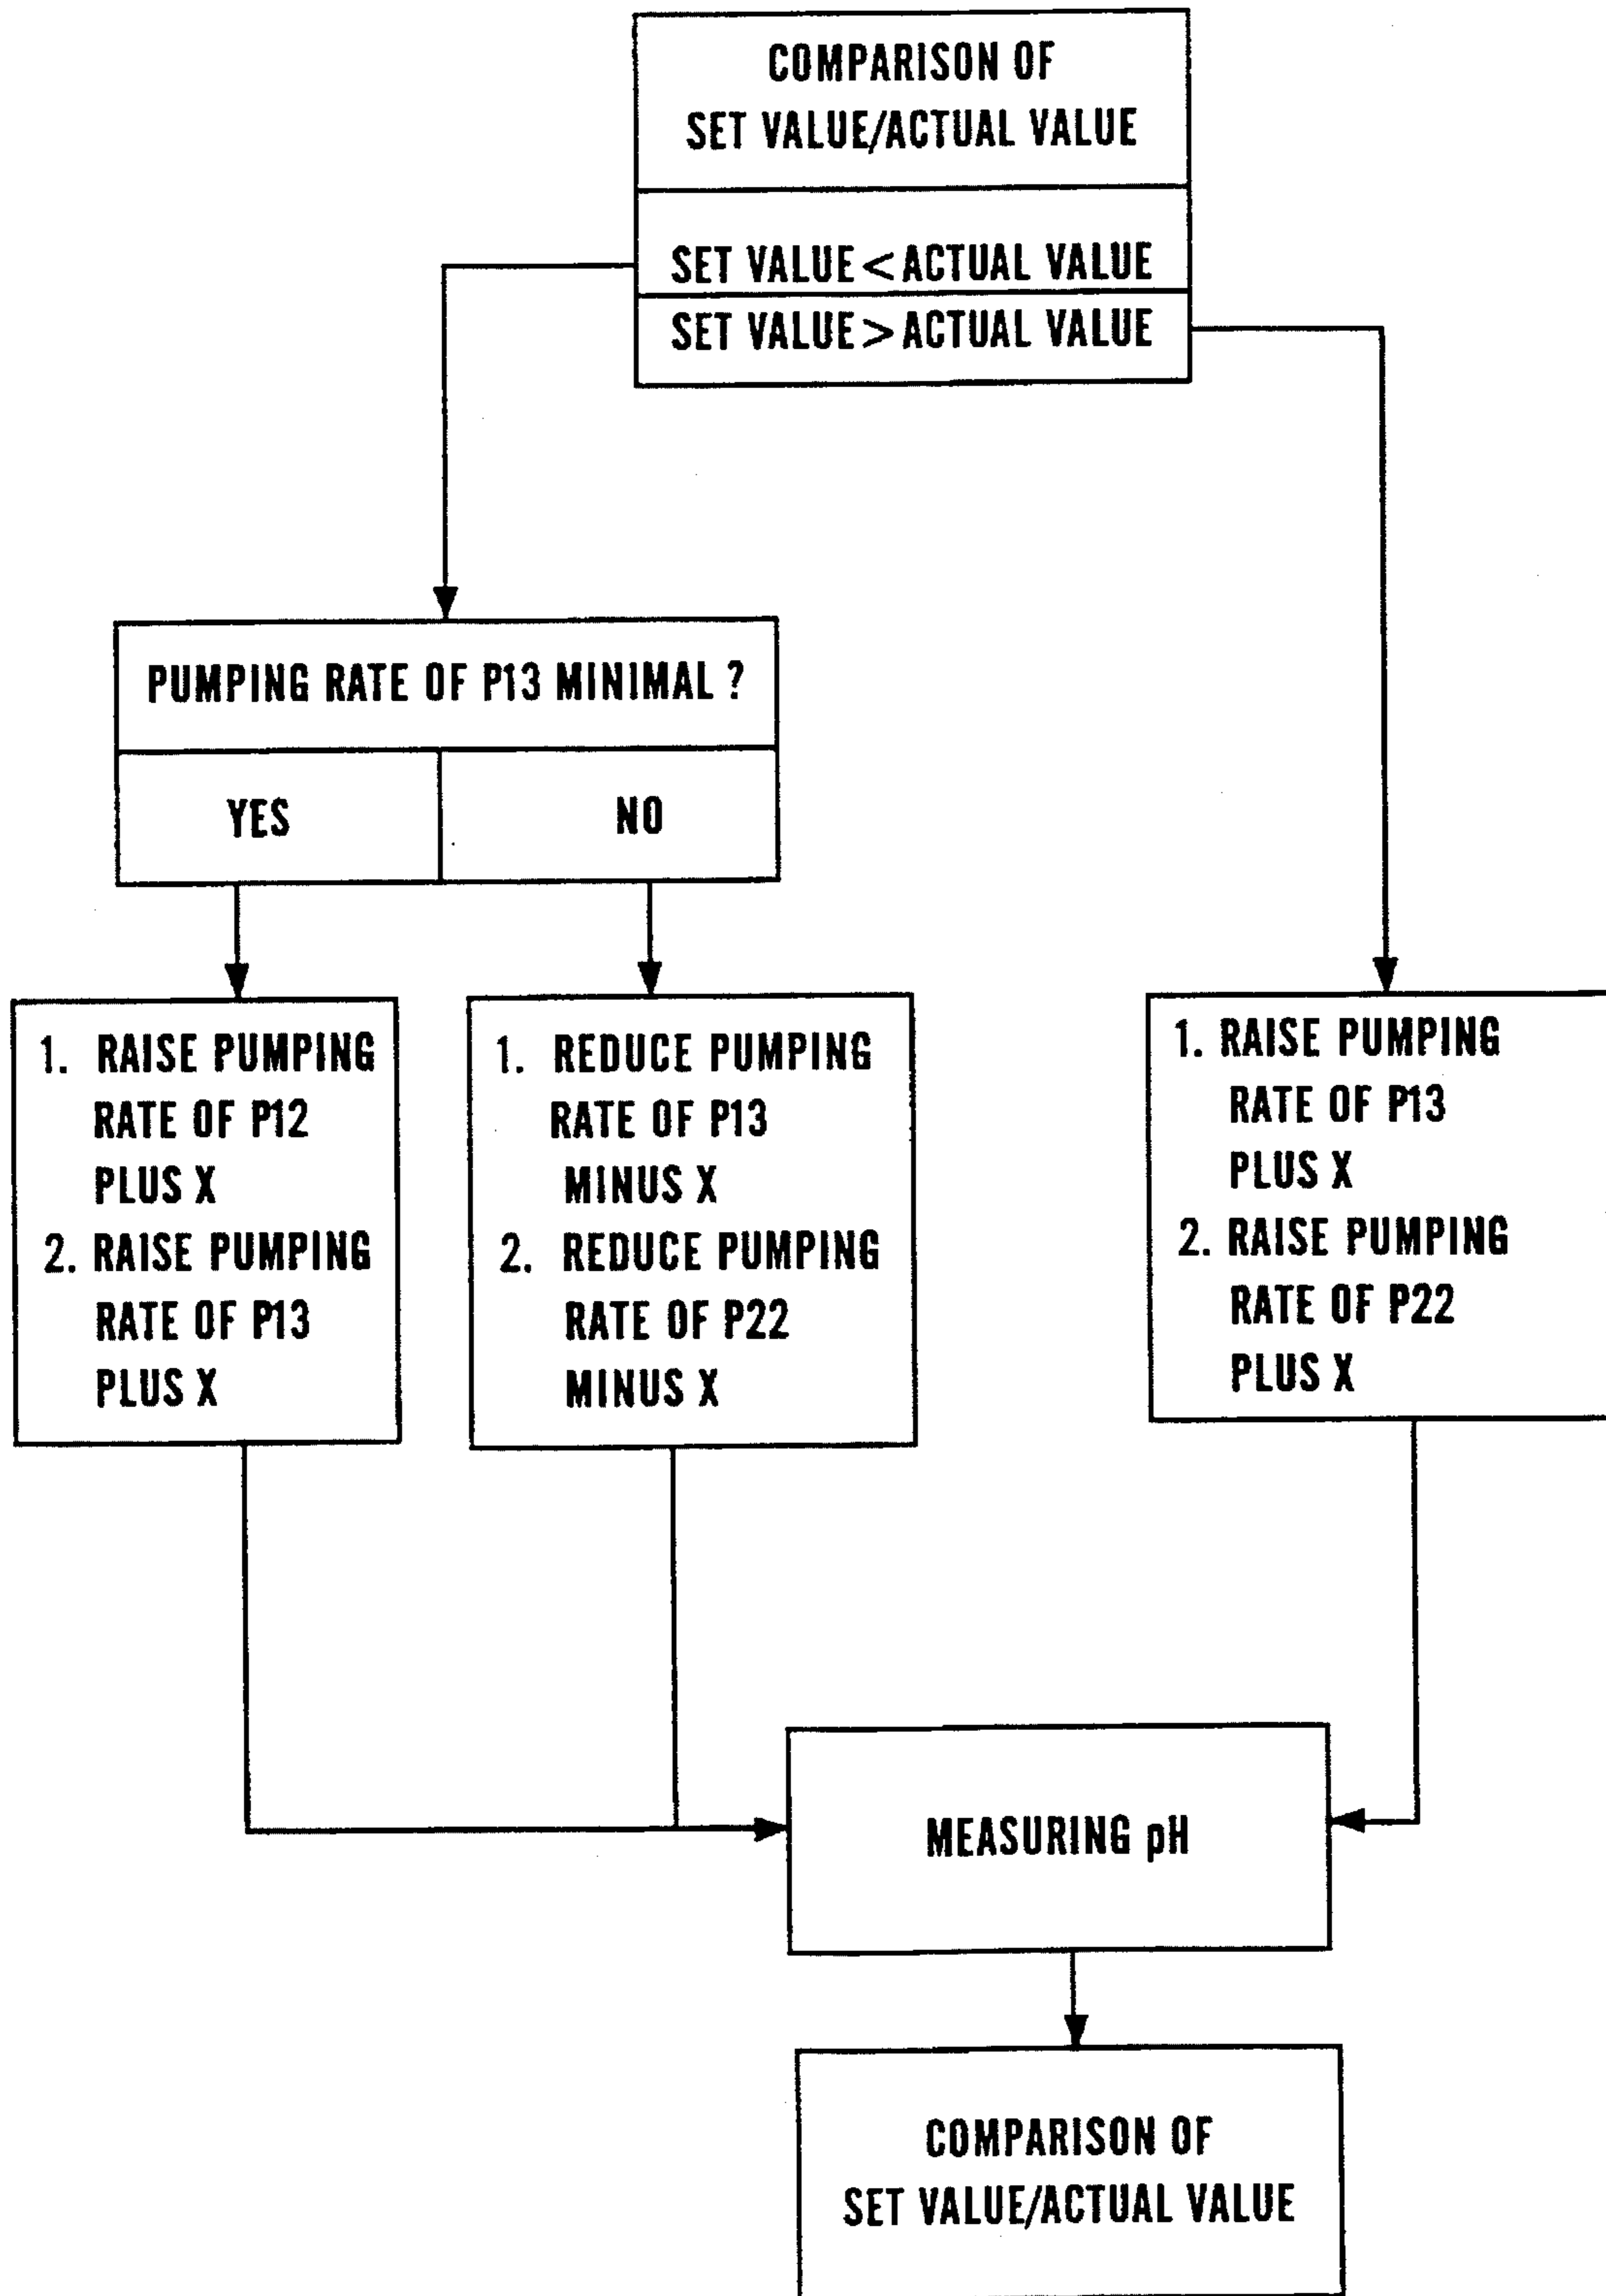 COMPARISON OF
SET VALUE/ACTUAL VALUE
SET VALUE < ACTUAL VALUE
SET VALUE > ACTUAL VALUE
PUMPING RATE OF P13 MINIMAL ?
YES
NO
1. RAISE PUMPING
RATE OF P12
PLUS X
2. RAISE PUMPING
RATE OF P13
PLUS X
1. REDUCE PUMPING
RATE OF P13
MINUS X
2. REDUCE PUMPING
RATE OF P22
MINUS X
1. RAISE PUMPING
RATE OF P13
PLUS X
2. RAISE PUMPING
RATE OF P22
PLUS X
MEASURING pH
COMPARISON OF
SET VALUE/ACTUAL VALUE